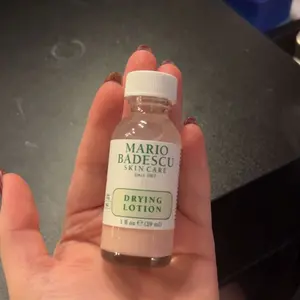 MARIO
BADESCU
SKIN CARE
DRYING
LOTION
1 fl oz ℮ (29 ml)